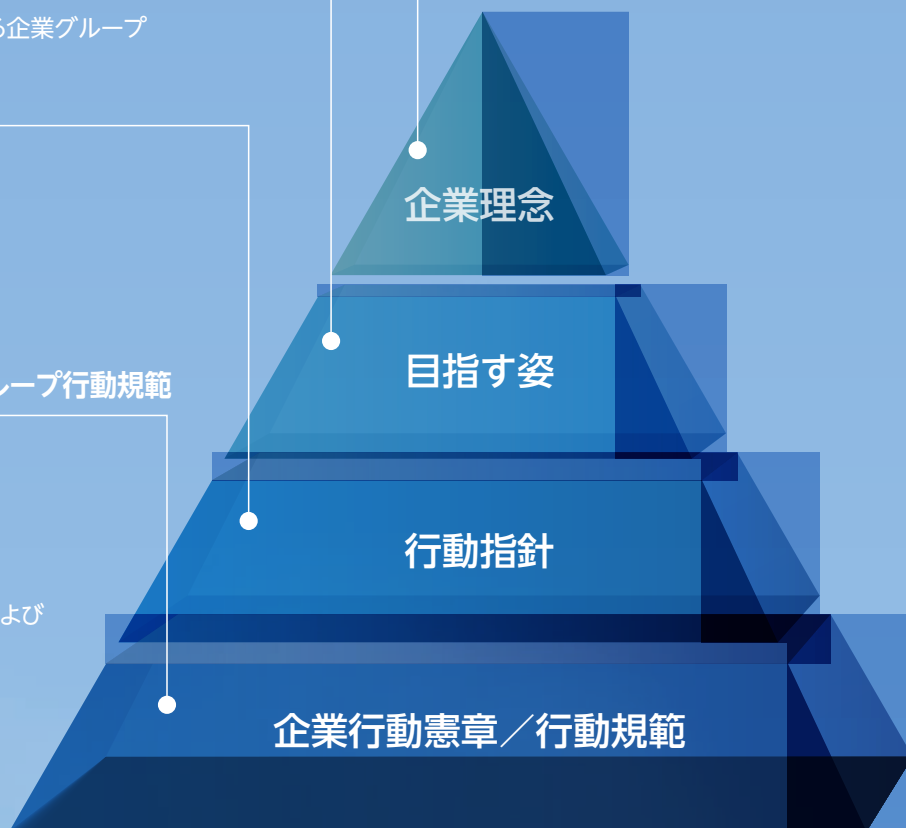 る企業グループ
企業理念
目指す姿
ループ行動規範
行動指針
よび
企業行動憲章／行動規範